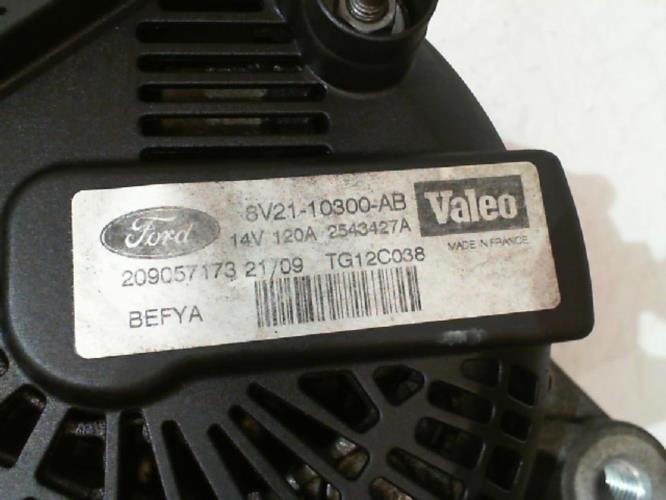 Ford
8V21-10300-AB
Valeo
14V 120A 2543427A
MADE IN FRANCE
209057173 21/09 TG12C038
BEFYA